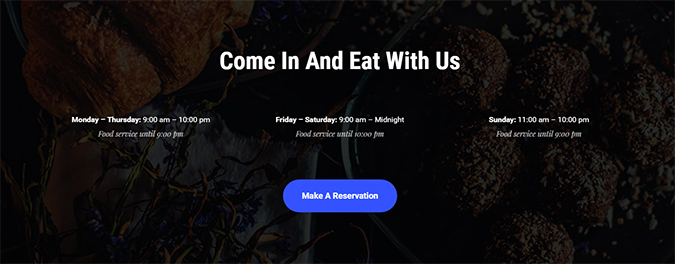 Come In And Eat With Us
Monday – Thursday: 9:00 am – 10:00 pm
Food service until 9:00 pm
Friday – Saturday: 9:00 am – Midnight
Food service until 10:00 pm
Sunday: 11:00 am – 10:00 pm
Food service until 9:00 pm
Make A Reservation